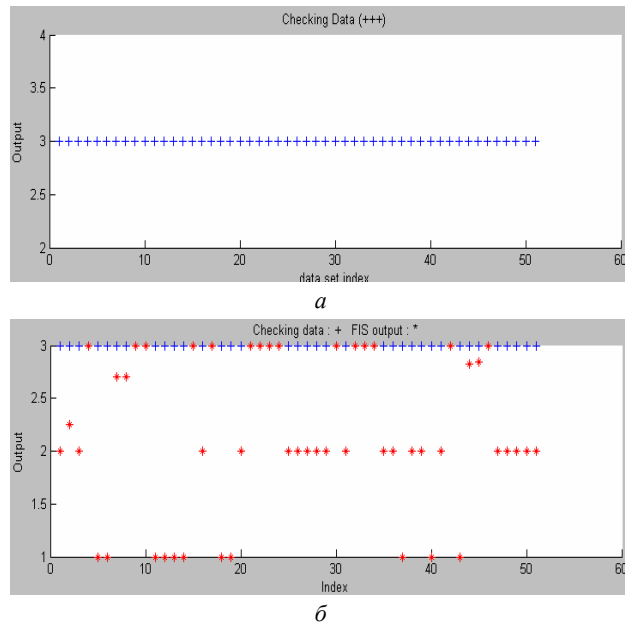 Checking Data (+++)
4
3.5
3
2.5
2
Output
0 10 20 30 40 50 60
data set index
а
Checking data : + FIS output : *
3
2.5
2
1.5
1
Output
0 10 20 30 40 50 60
Index
б